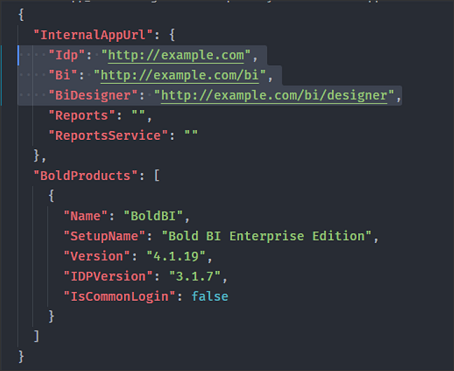 {
"InternalAppUrl": {
"Idp": "http://example.com",
"Bi": "http://example.com/bi",
"BiDesigner": "http://example.com/bi/designer",
"Reports": "",
"ReportsService": ""
},
"BoldProducts": [
{
"Name": "BoldBI",
"SetupName": "Bold BI Enterprise Edition",
"Version": "4.1.19",
"IDPVersion": "3.1.7",
"IsCommonLogin": false
}
]
}